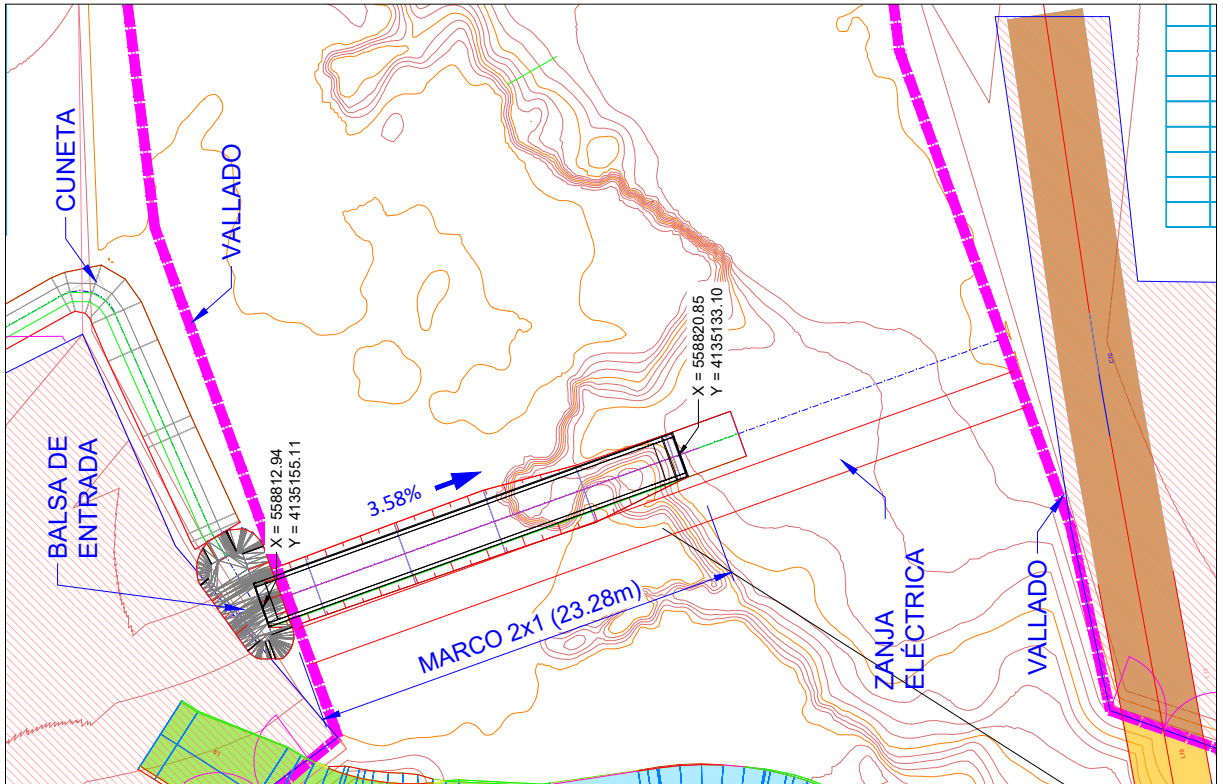 CUNETA
VALLADO
BALSA DE
ENTRADA
X = 558812.94
Y = 4135155.11
3.58%
X = 558820.85
Y = 4135133.10
MARCO 2x1 (23.28m)
ZANJA
ELÉCTRICA
VALLADO